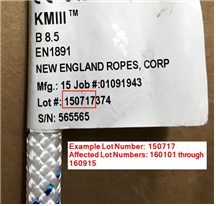 KMIII™
B 8.5
EN1891
NEW ENGLAND ROPES, CORP
Mfg.: 15 Job #:01091943
Lot #: 150717374
S/N: 565565
Example Lot Number: 150717
Affected Lot Numbers: 160101 through
160915